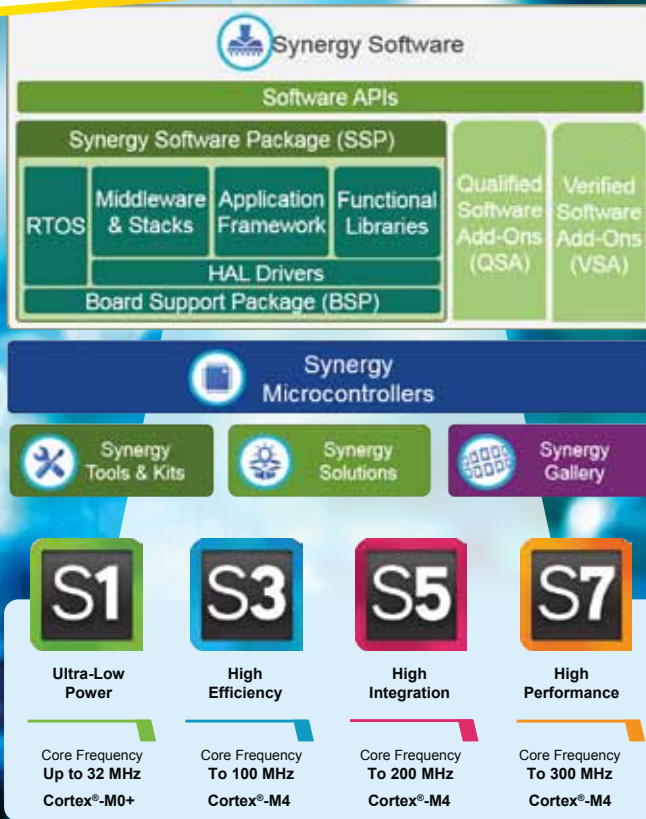 Synergy Software
Software APIs
Synergy Software Package (SSP)
RTOS
Middleware
& Stacks
Application
Framework
Functional
Libraries
HAL Drivers
Board Support Package (BSP)
Qualified
Software
Add-Ons
(QSA)
Verified
Software
Add-Ons
(VSA)
Synergy
Microcontrollers
Synergy
Tools & Kits
Synergy
Solutions
Synergy
Gallery
S1
S3
S5
S7
Ultra-Low
Power
High
Efficiency
High
Integration
High
Performance
Core Frequency
Up to 32 MHz
Cortex®-M0+
Core Frequency
To 100 MHz
Cortex®-M4
Core Frequency
To 200 MHz
Cortex®-M4
Core Frequency
To 300 MHz
Cortex®-M4